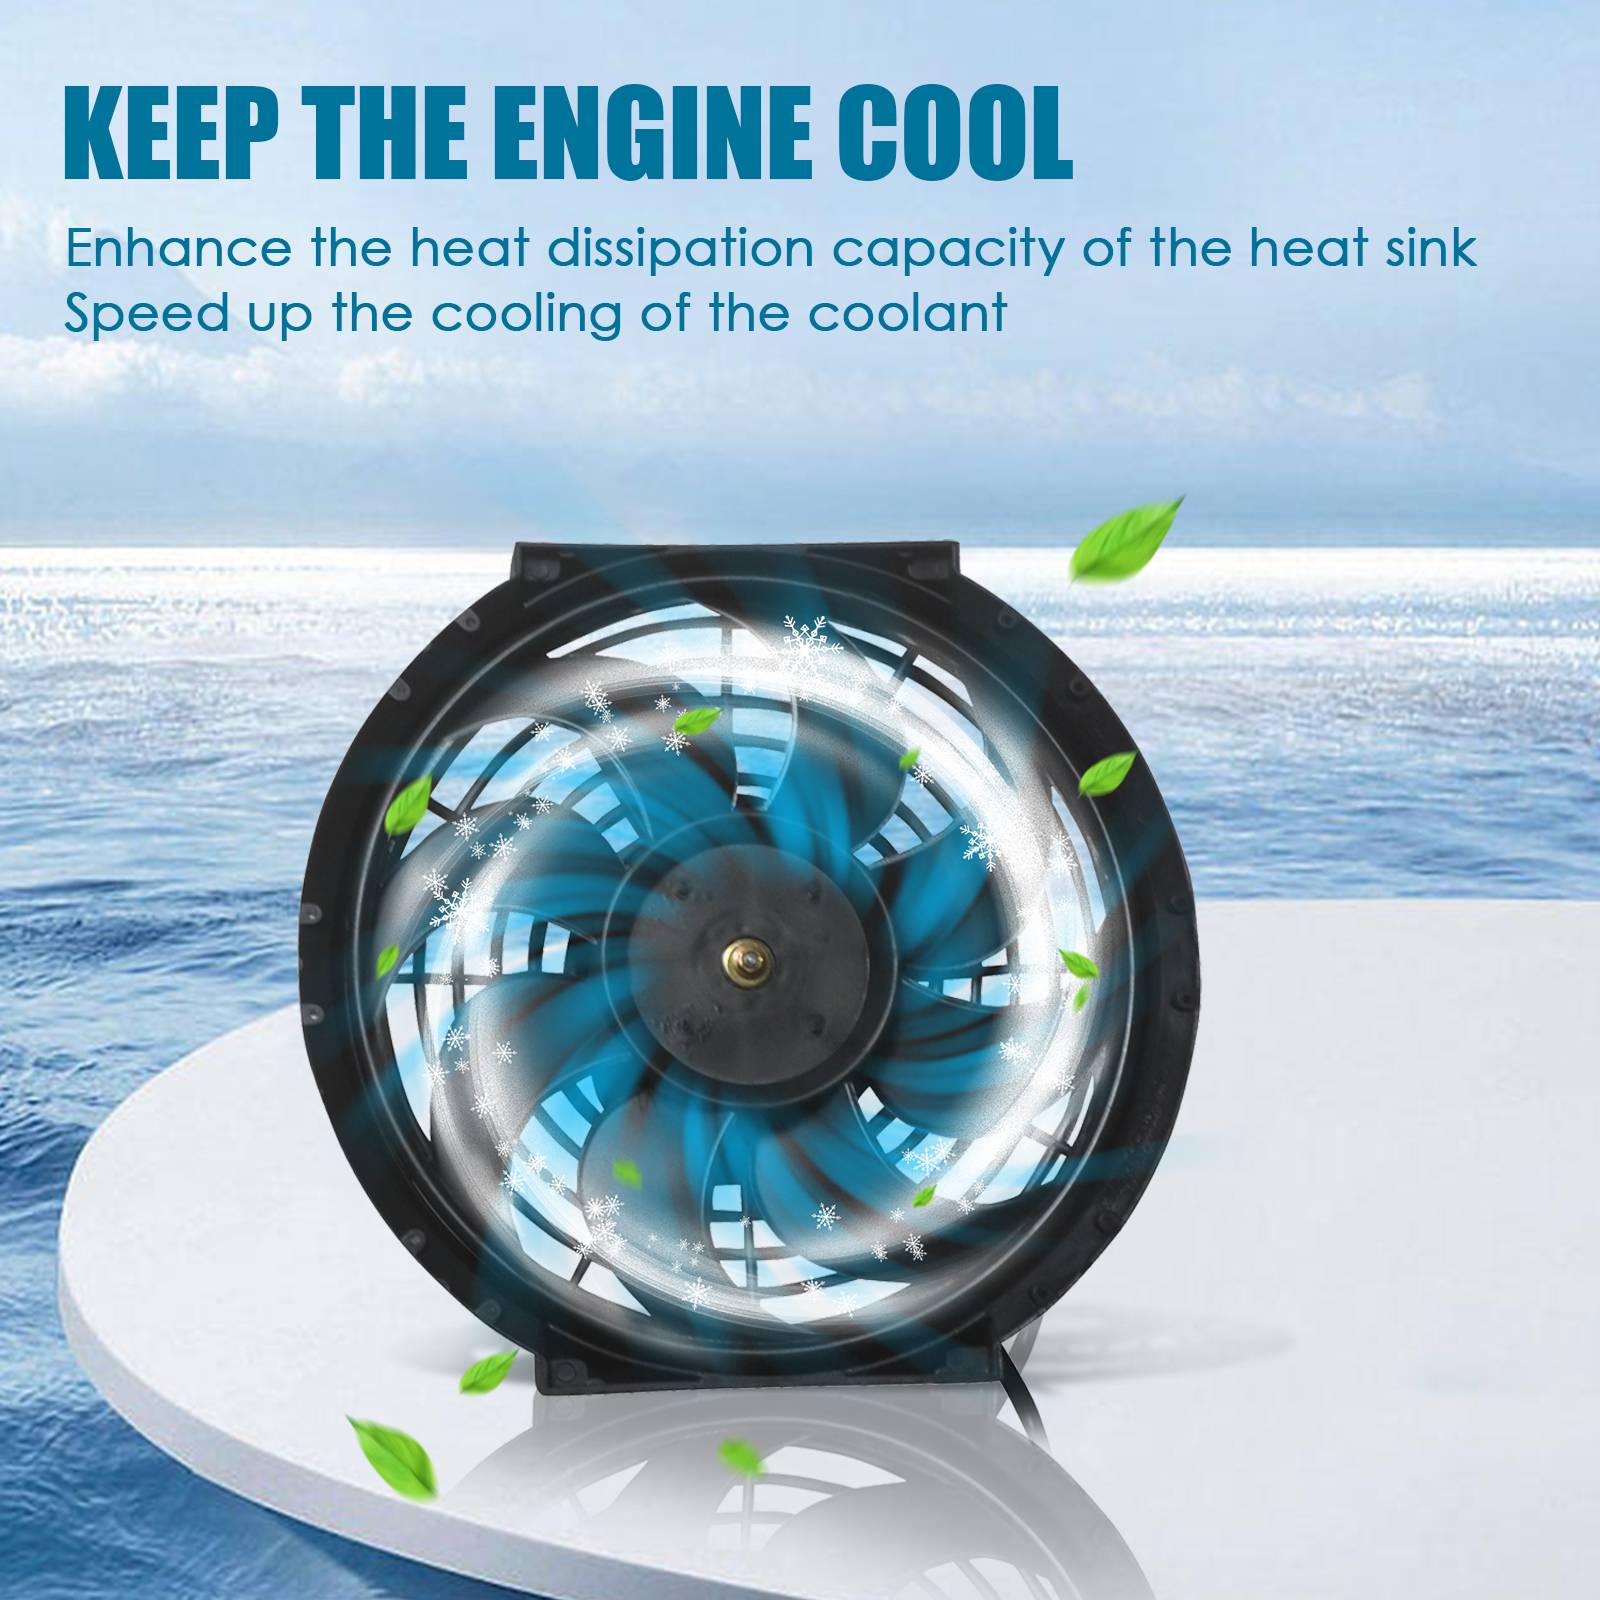 KEEP THE ENGINE COOL
Enhance the heat dissipation capacity of the heat sink
Speed up the cooling of the coolant